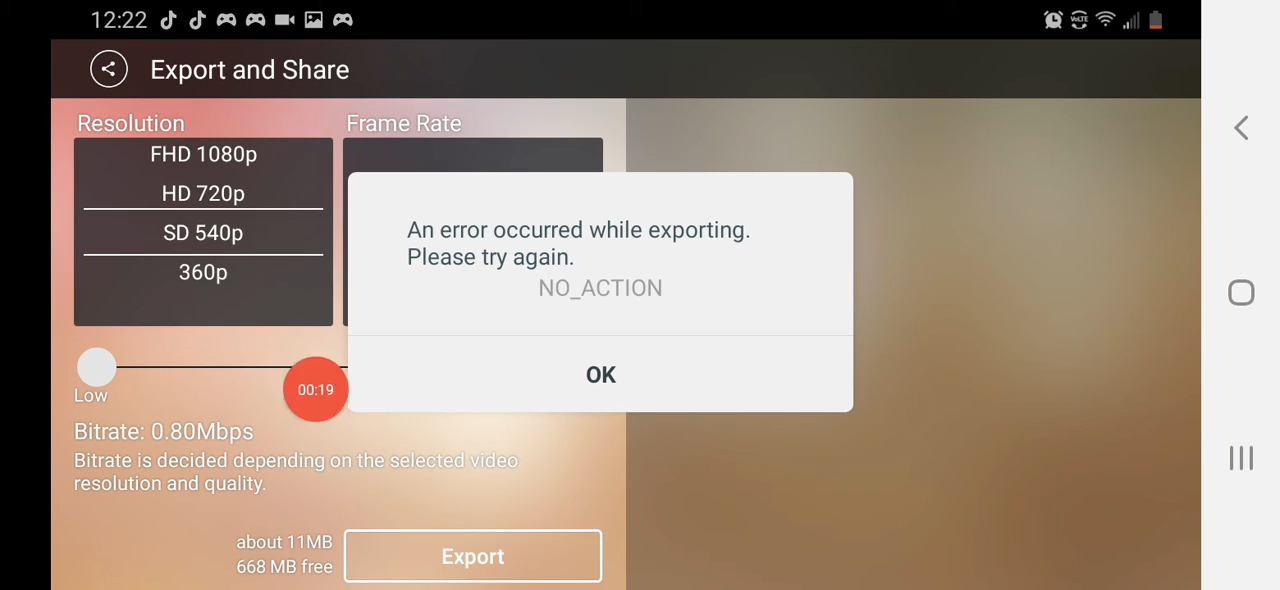 12:22
VoLTE
Export and Share
Resolution
Frame Rate
FHD 1080p
HD 720p
SD 540p
360p
An error occurred while exporting.
Please try again.
NO_ACTION
OK
00:19
Low
Bitrate: 0.80Mbps
Bitrate is decided depending on the selected video
resolution and quality.
about 11MB
668 MB free
Export